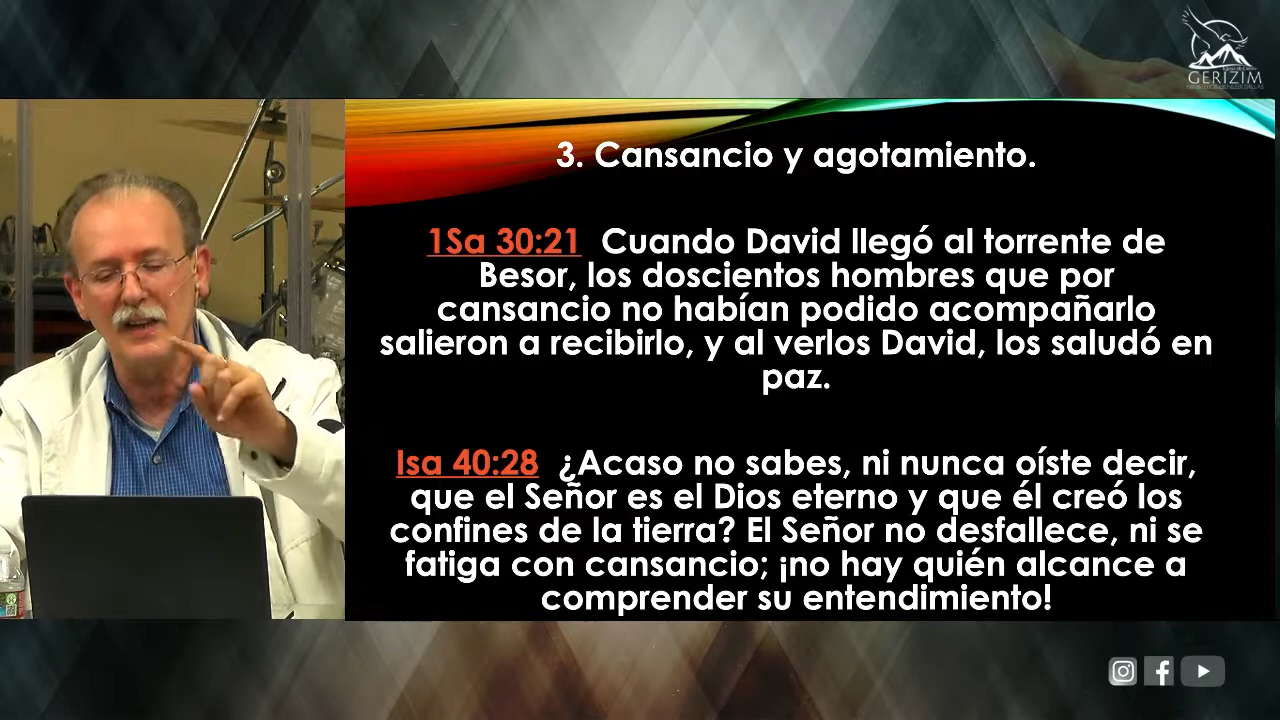 GERIZIM
3. Cansancio y agotamiento.
1Sa 30:21 Cuando David llegó al torrente de
Besor, los doscientos hombres que por
cansancio no habían podido acompañarlo
salieron a recibirlo, y al verlos David, los saludó en
paz.
Isa 40:28 ¿Acaso no sabes, ni nunca oíste decir,
que el Señor es el Dios eterno y que él creó los
confines de la tierra? El Señor no desfallece, ni se
fatiga con cansancio; ¡no hay quién alcance a
comprender su entendimiento!